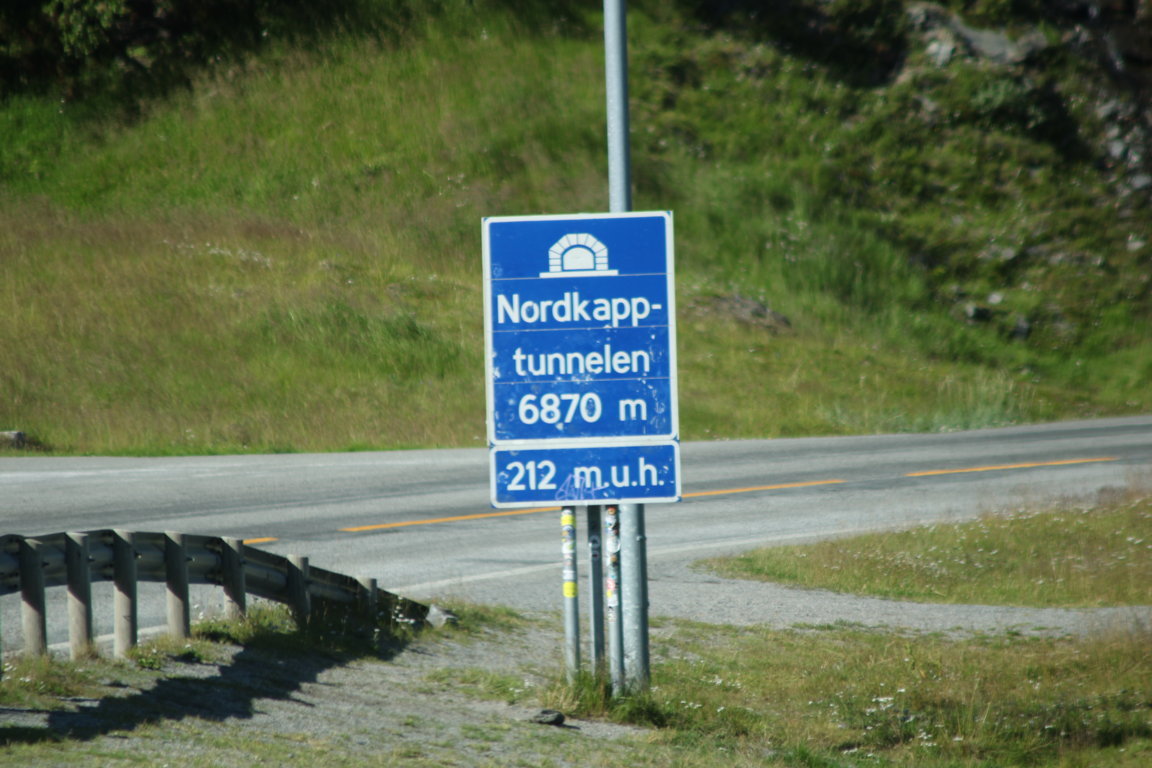 Nordkapp-
tunnelen
6870 m
212 m.u.h.